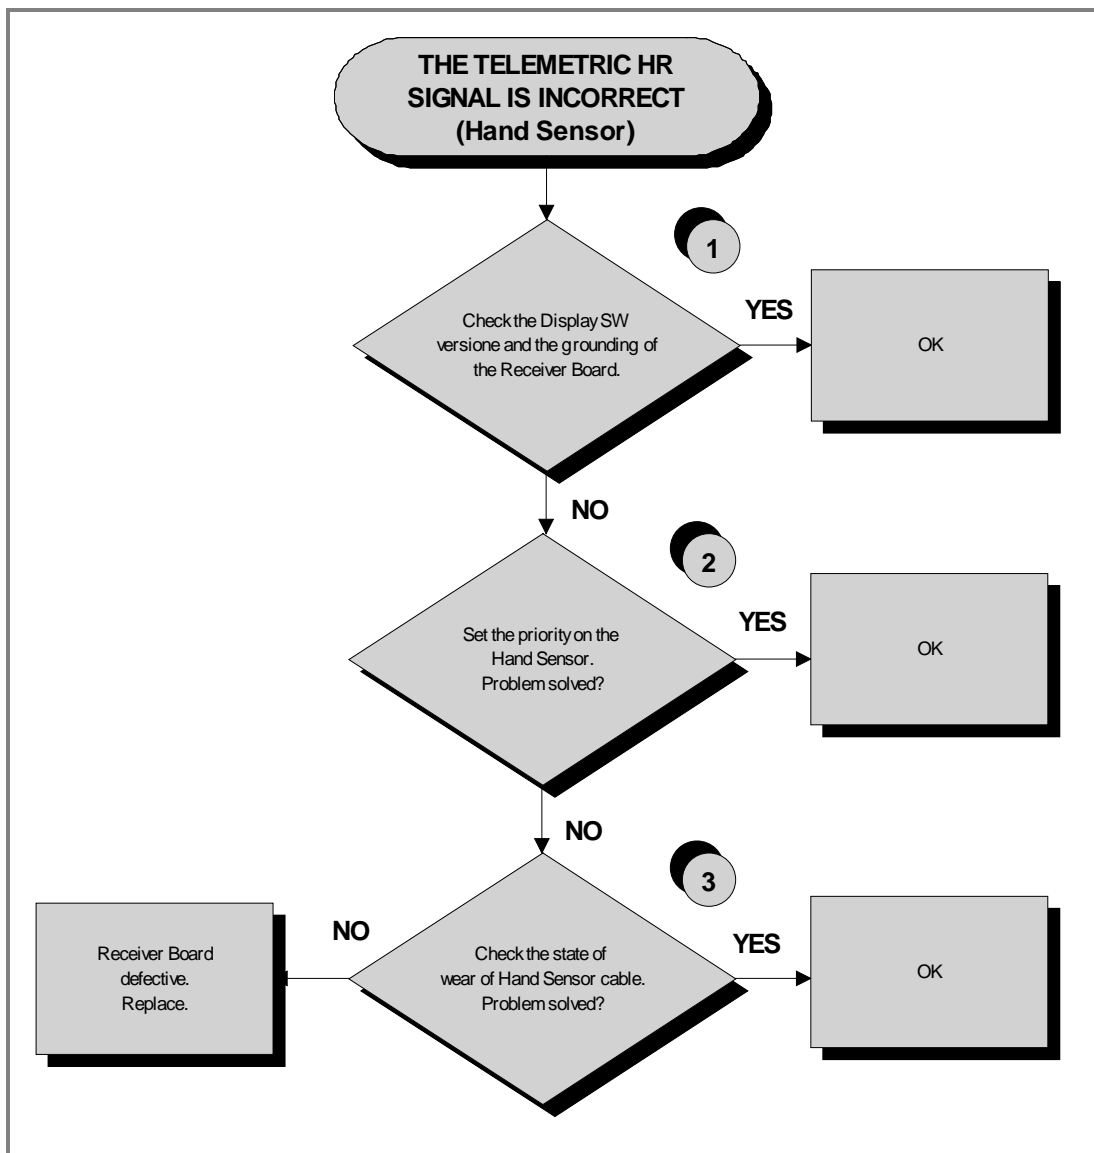 THE TELEMETRIC HR
SIGNAL IS INCORRECT
(Hand Sensor)
1
Check the Display SW
versione and the grounding of
the Receiver Board.
YES
OK
NO
2
Set the priority on the
Hand Sensor.
Problem solved?
YES
OK
NO
3
Check the state of
wear of Hand Sensor cable.
Problem solved?
YES
OK
NO
Receiver Board
defective.
Replace.